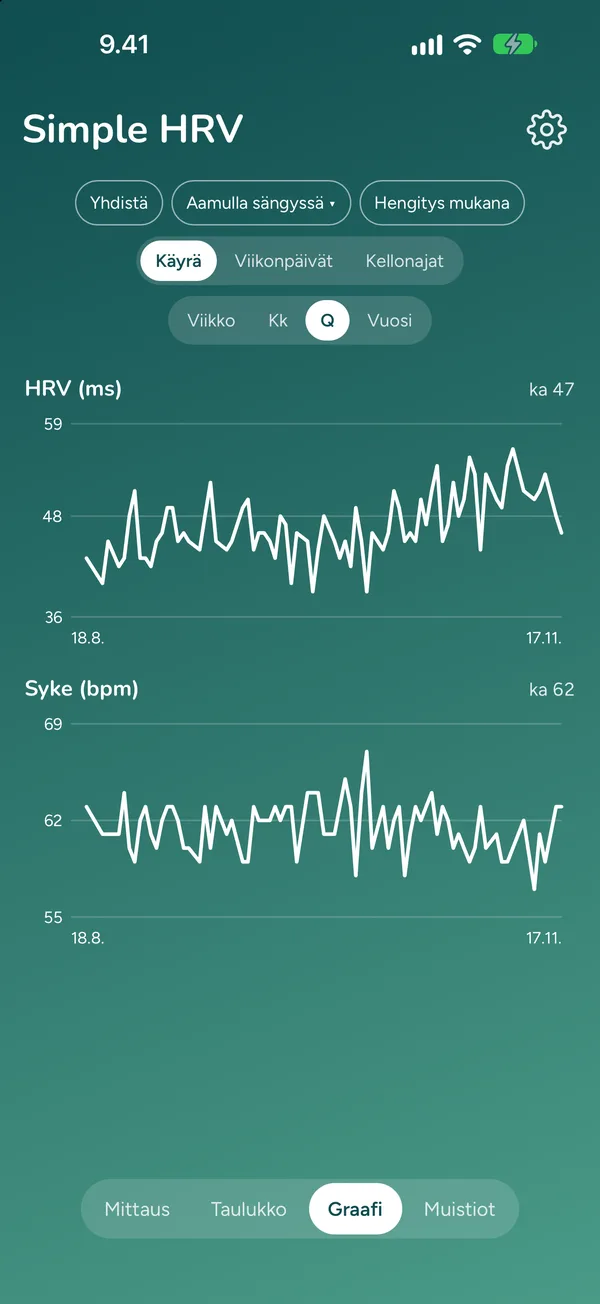 9.41
Simple HRV
Yhdistä Aamulla sängyssä ▾ Hengitys mukana
Käyrä Viikonpäivät Kellonajat
Viikko Kk Q Vuosi
HRV (ms) ka 47
59
48
36
18.8. 17.11.
Syke (bpm) ka 62
69
62
55
18.8. 17.11.
Mittaus Taulukko Graafi Muistiot